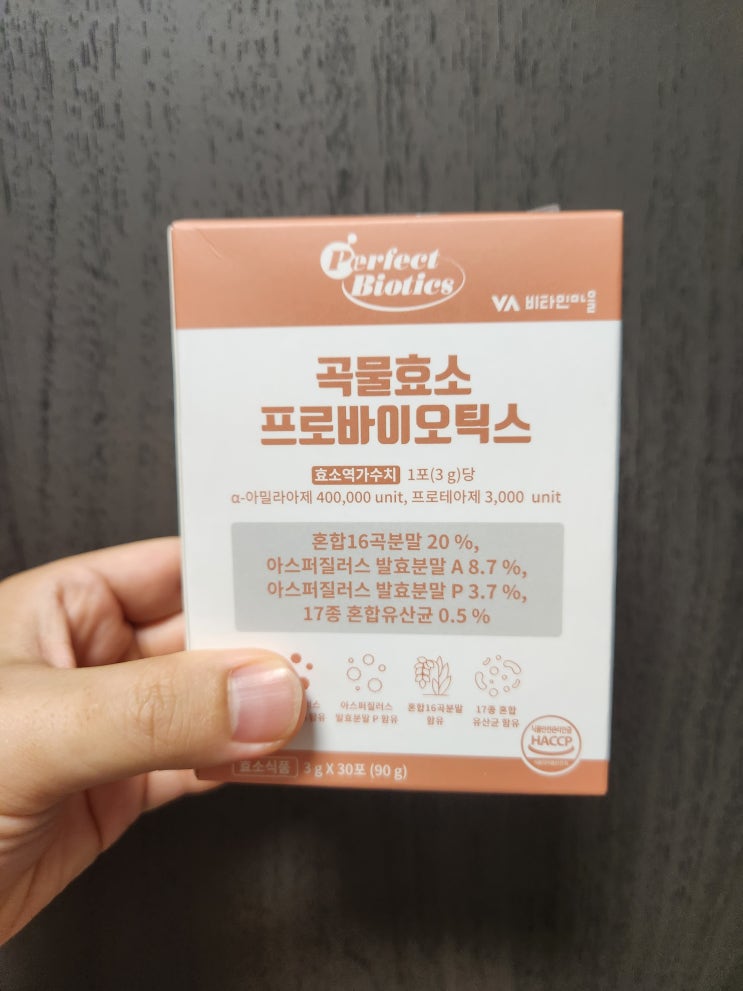 Perfect
Biotics
VA 비타민마을
곡물효소
프로바이오틱스
효소역가수치 1포(3 g)당
α-아밀라아제 400,000 unit, 프로테아제 3,000 unit
혼합16곡분말 20 %,
아스퍼질러스 발효분말 A 8.7 %,
아스퍼질러스 발효분말 P 3.7 %,
17종 혼합유산균 0.5 %
아스퍼질러스
발효분말 P 함유
혼합16곡분말
함유
17종 혼합
유산균 함유
HACCP
효소식품 3 g X 30포 (90 g)